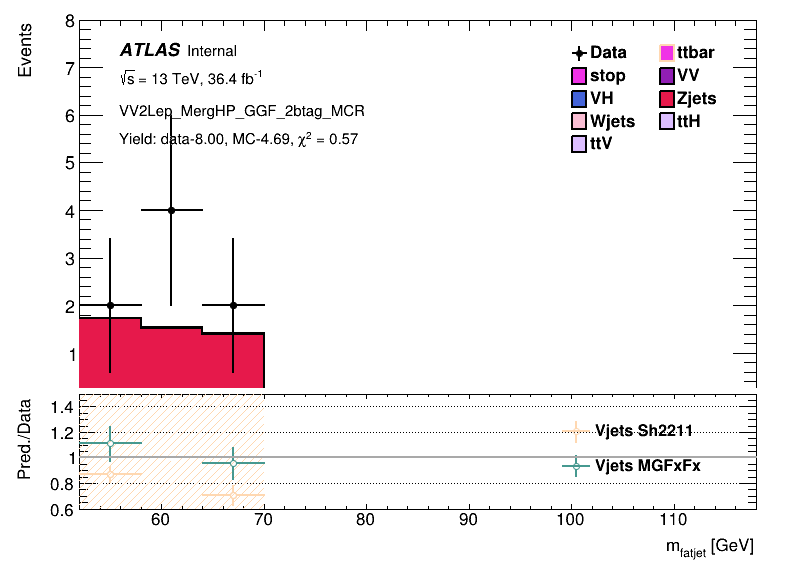 Events
8
7
6
5
4
3
2
1
ATLAS Internal
√s = 13 TeV, 36.4 fb⁻¹
VV2Lep_MergHP_GGF_2btag_MCR
Yield: data-8.00, MC-4.69, χ² = 0.57
Data
ttbar
stop
VV
VH
Zjets
Wjets
ttH
ttV
Pred./Data
1.4
1.2
1
0.8
0.6
Vjets Sh2211
Vjets MGFxFx
60 70 80 90 100 110
m_fatjet [GeV]